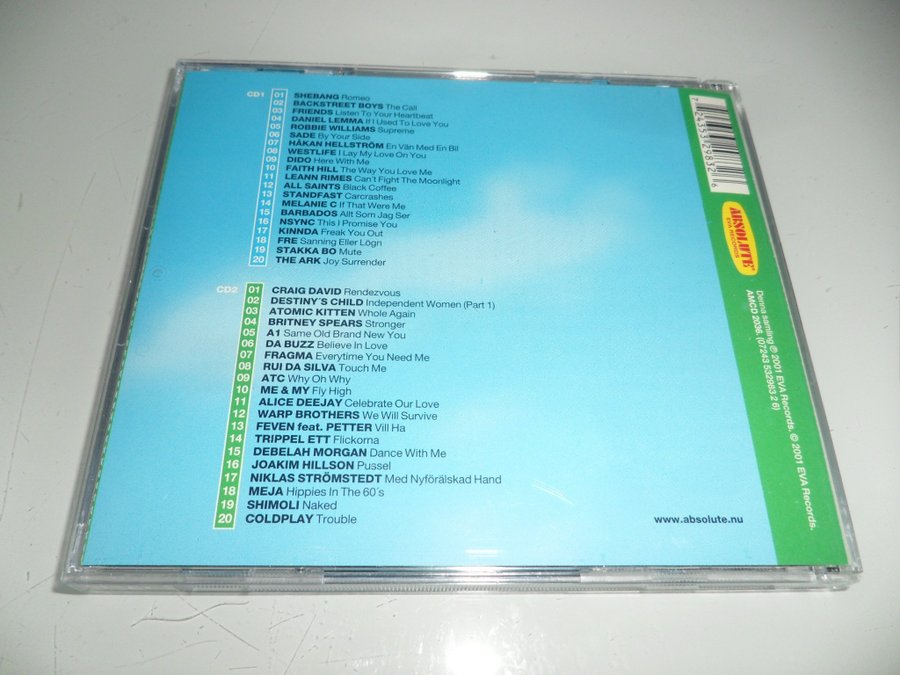 CD1
01 SHEBANG Romeo
02 BACKSTREET BOYS The Call
03 FRIENDS Listen To Your Heartbeat
04 DANIEL LEMMA If I Used To Love You
05 ROBBIE WILLIAMS Supreme
06 SADE By Your Side
07 HÅKAN HELLSTRÖM En Vän Med En Bil
08 WESTLIFE I Lay My Love On You
09 DIDO Here With Me
10 FAITH HILL The Way You Love Me
11 LEANN RIMES Can't Fight The Moonlight
12 ALL SAINTS Black Coffee
13 STANDFAST Carcrashes
14 MELANIE C If That Were Me
15 BARBADOS Allt Som Jag Ser
16 NSYNC This I Promise You
17 KINNDA Freak You Out
18 FRE Sanning Eller Lögn
19 STAKKA BO Mute
20 THE ARK Joy Surrender
CD2
01 CRAIG DAVID Rendezvous
02 DESTINY´S CHILD Independent Women (Part 1)
03 ATOMIC KITTEN Whole Again
04 BRITNEY SPEARS Stronger
05 A1 Same Old Brand New You
06 DA BUZZ Believe In Love
07 FRAGMA Everytime You Need Me
08 RUI DA SILVA Touch Me
09 ATC Why Oh Why
10 ME & MY Fly High
11 ALICE DEEJAY Celebrate Our Love
12 WARP BROTHERS We Will Survive
13 FEVEN feat. PETTER Vill Ha
14 TRIPPEL ETT Flickorna
15 DEBELAH MORGAN Dance With Me
16 JOAKIM HILLSON Pussel
17 NIKLAS STRÖMSTEDT Med Nyförälskad Hand
18 MEJA Hippies In The 60´s
19 SHIMOLI Naked
20 COLDPLAY Trouble
www.absolute.nu
7 24353 29832 6
ABSOLUTE
EVA RECORDS
Denna samling ℗ 2001 EVA Records. © 2001 EVA Records.
AMCD 2036. (07243 532983 2 6)